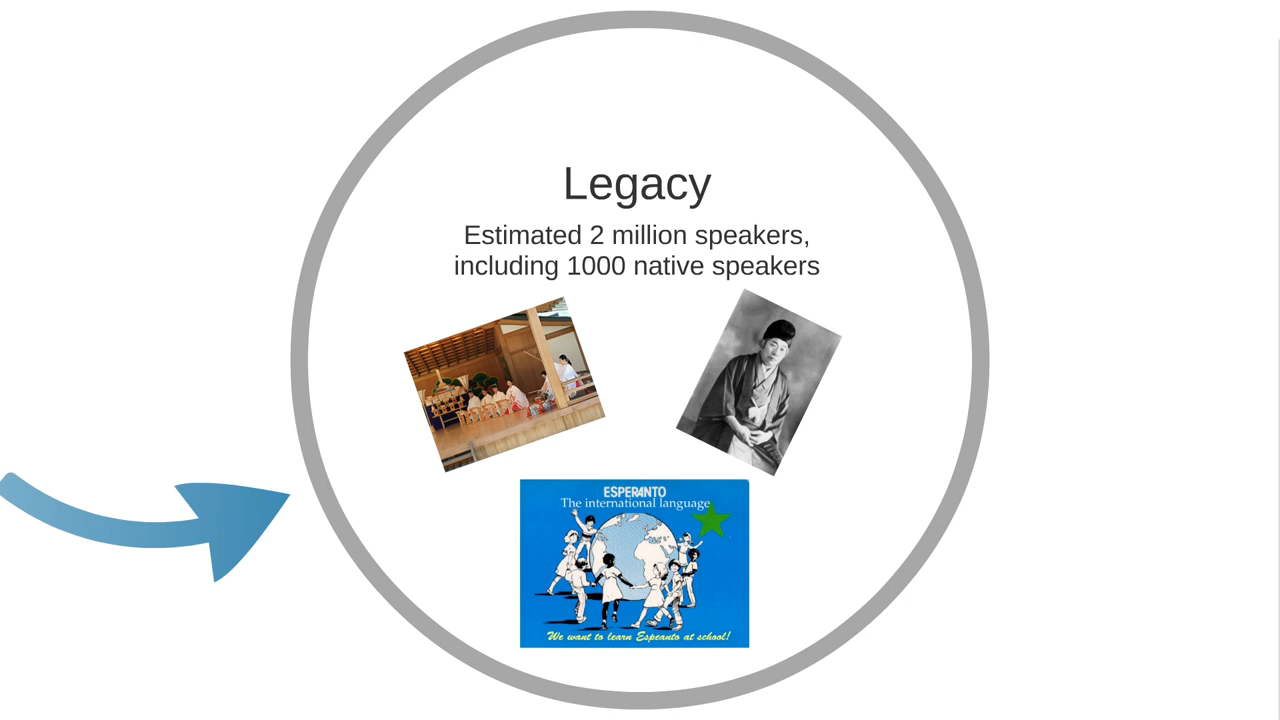 Legacy
Estimated 2 million speakers,
including 1000 native speakers
ESPERANTO
The international language
We want to learn Espeanto at school!